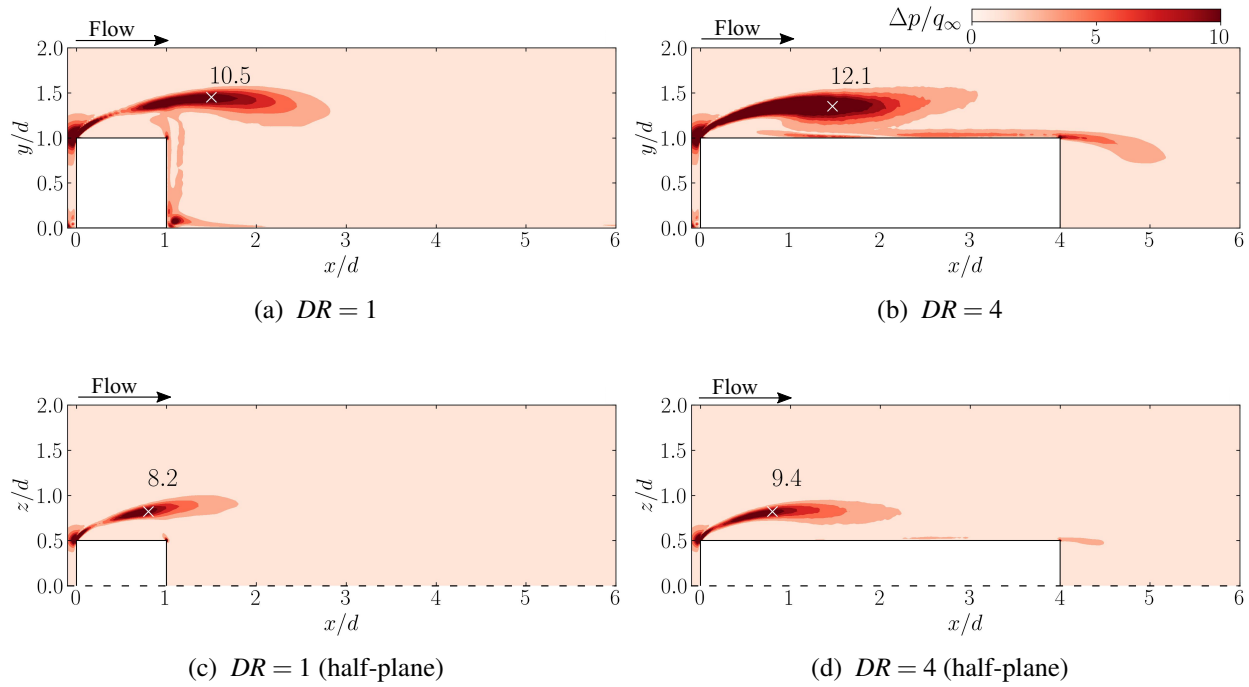 Flow
2.0
1.5
1.0
0.5
0.0
y/d
10.5
0 1 2 3 4 5 6
x/d
(a) DR = 1
Flow
Δp/q∞
0 5 10
2.0
1.5
1.0
0.5
0.0
y/d
12.1
0 1 2 3 4 5 6
x/d
(b) DR = 4
Flow
2.0
1.5
1.0
0.5
0.0
z/d
8.2
0 1 2 3 4 5 6
x/d
(c) DR = 1 (half-plane)
Flow
2.0
1.5
1.0
0.5
0.0
z/d
9.4
0 1 2 3 4 5 6
x/d
(d) DR = 4 (half-plane)